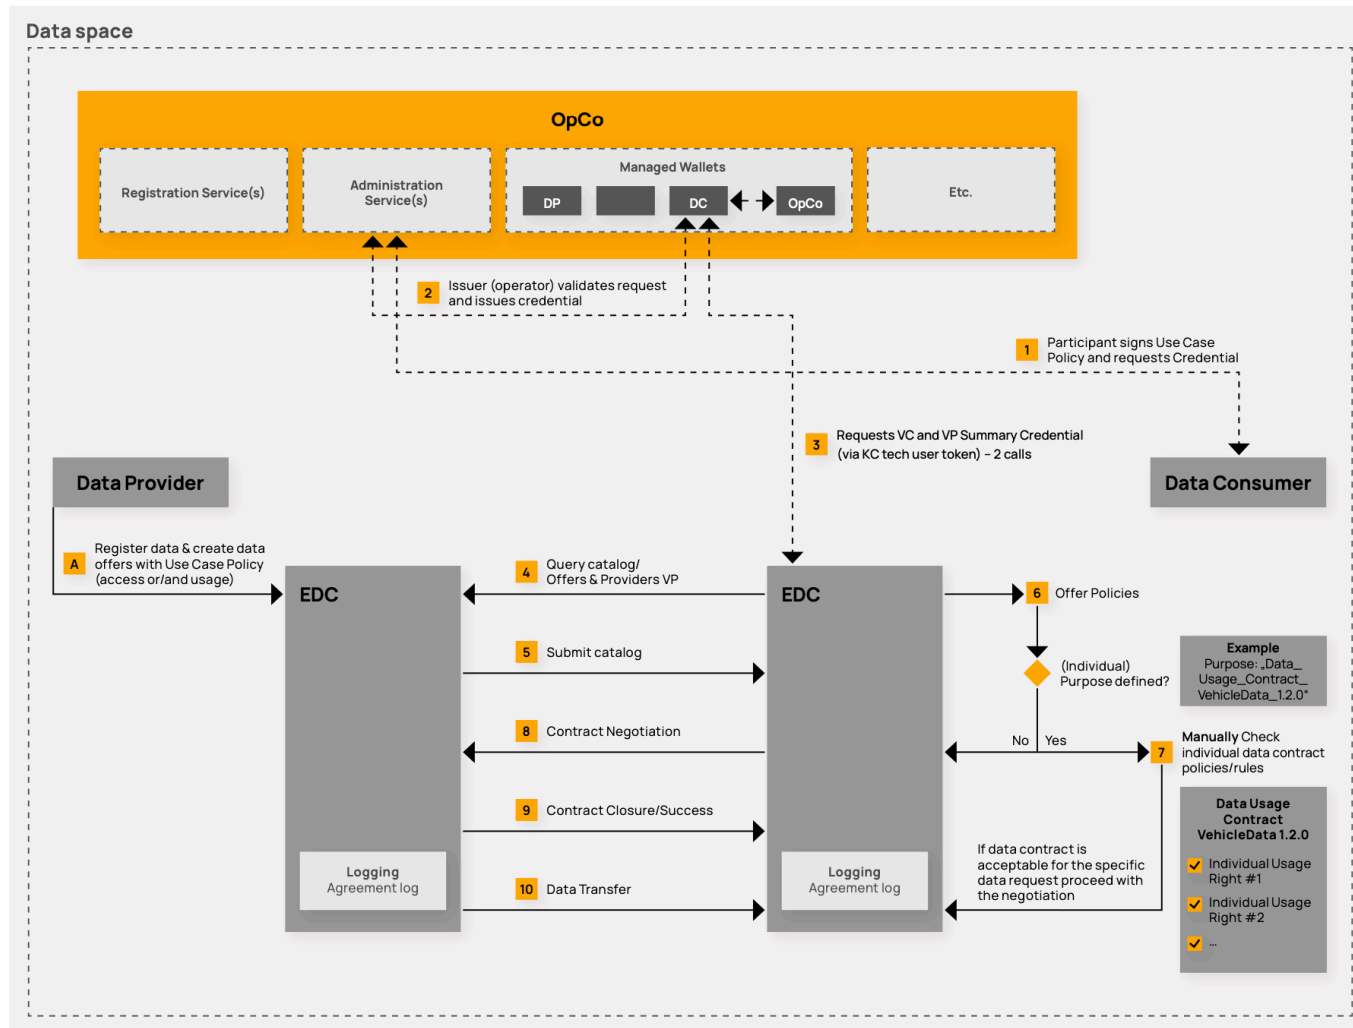 Data space
OpCo
Registration Service(s)
Administration
Service(s)
Managed Wallets
DP
DC
OpCo
Etc.
2
Issuer (operator) validates request
and issues credential
1
Participant signs Use Case
Policy and requests Credential
3
Requests VC and VP Summary Credential
(via KC tech user token) – 2 calls
Data Provider
Data Consumer
A
Register data & create data
offers with Use Case Policy
(access or/and usage)
EDC
4
Query catalog/
Offers & Providers VP
EDC
6
Offer Policies
5
Submit catalog
(Individual)
Purpose defined?
Example
Purpose: „Data_
Usage_Contract_
VehicleData_1.2.0“
8
Contract Negotiation
No
Yes
7
Manually Check
individual data contract
policies/rules
9
Contract Closure/Success
Data Usage
Contract
VehicleData 1.2.0
Individual Usage
Right #1
Individual Usage
Right #2
...
If data contract is
acceptable for the specific
data request proceed with
the negotiation
Logging
Agreement log
10
Data Transfer
Logging
Agreement log